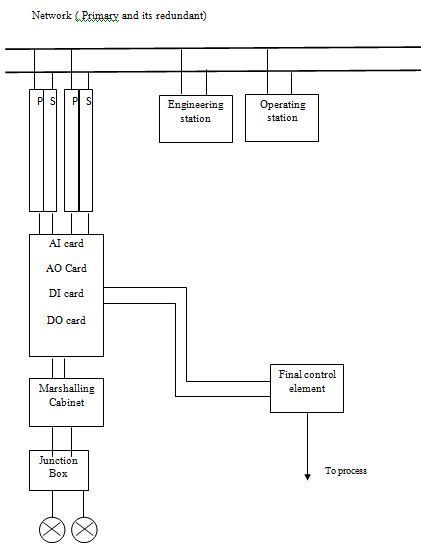 Network ( Primary and its redundant)
P S P S
Engineering
station
Operating
station
AI card
AO Card
DI card
DO card
Marshalling
Cabinet
Final control
element
Junction
Box
To process